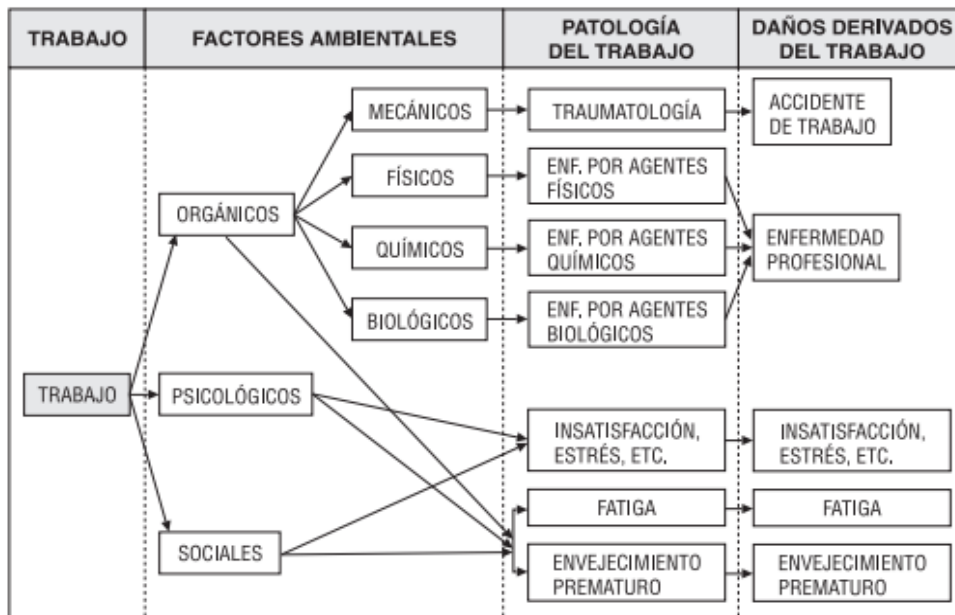 TRABAJO
FACTORES AMBIENTALES
PATOLOGÍA
DEL TRABAJO
DAÑOS DERIVADOS
DEL TRABAJO
MECÁNICOS
TRAUMATOLOGÍA
ACCIDENTE
DE TRABAJO
FÍSICOS
ENF. POR AGENTES
FÍSICOS
ORGÁNICOS
QUÍMICOS
ENF. POR AGENTES
QUÍMICOS
ENFERMEDAD
PROFESIONAL
BIOLÓGICOS
ENF. POR AGENTES
BIOLÓGICOS
TRABAJO
PSICOLÓGICOS
INSATISFACCIÓN,
ESTRÉS, ETC.
INSATISFACCIÓN,
ESTRÉS, ETC.
FATIGA
FATIGA
SOCIALES
ENVEJECIMIENTO
PREMATURO
ENVEJECIMIENTO
PREMATURO